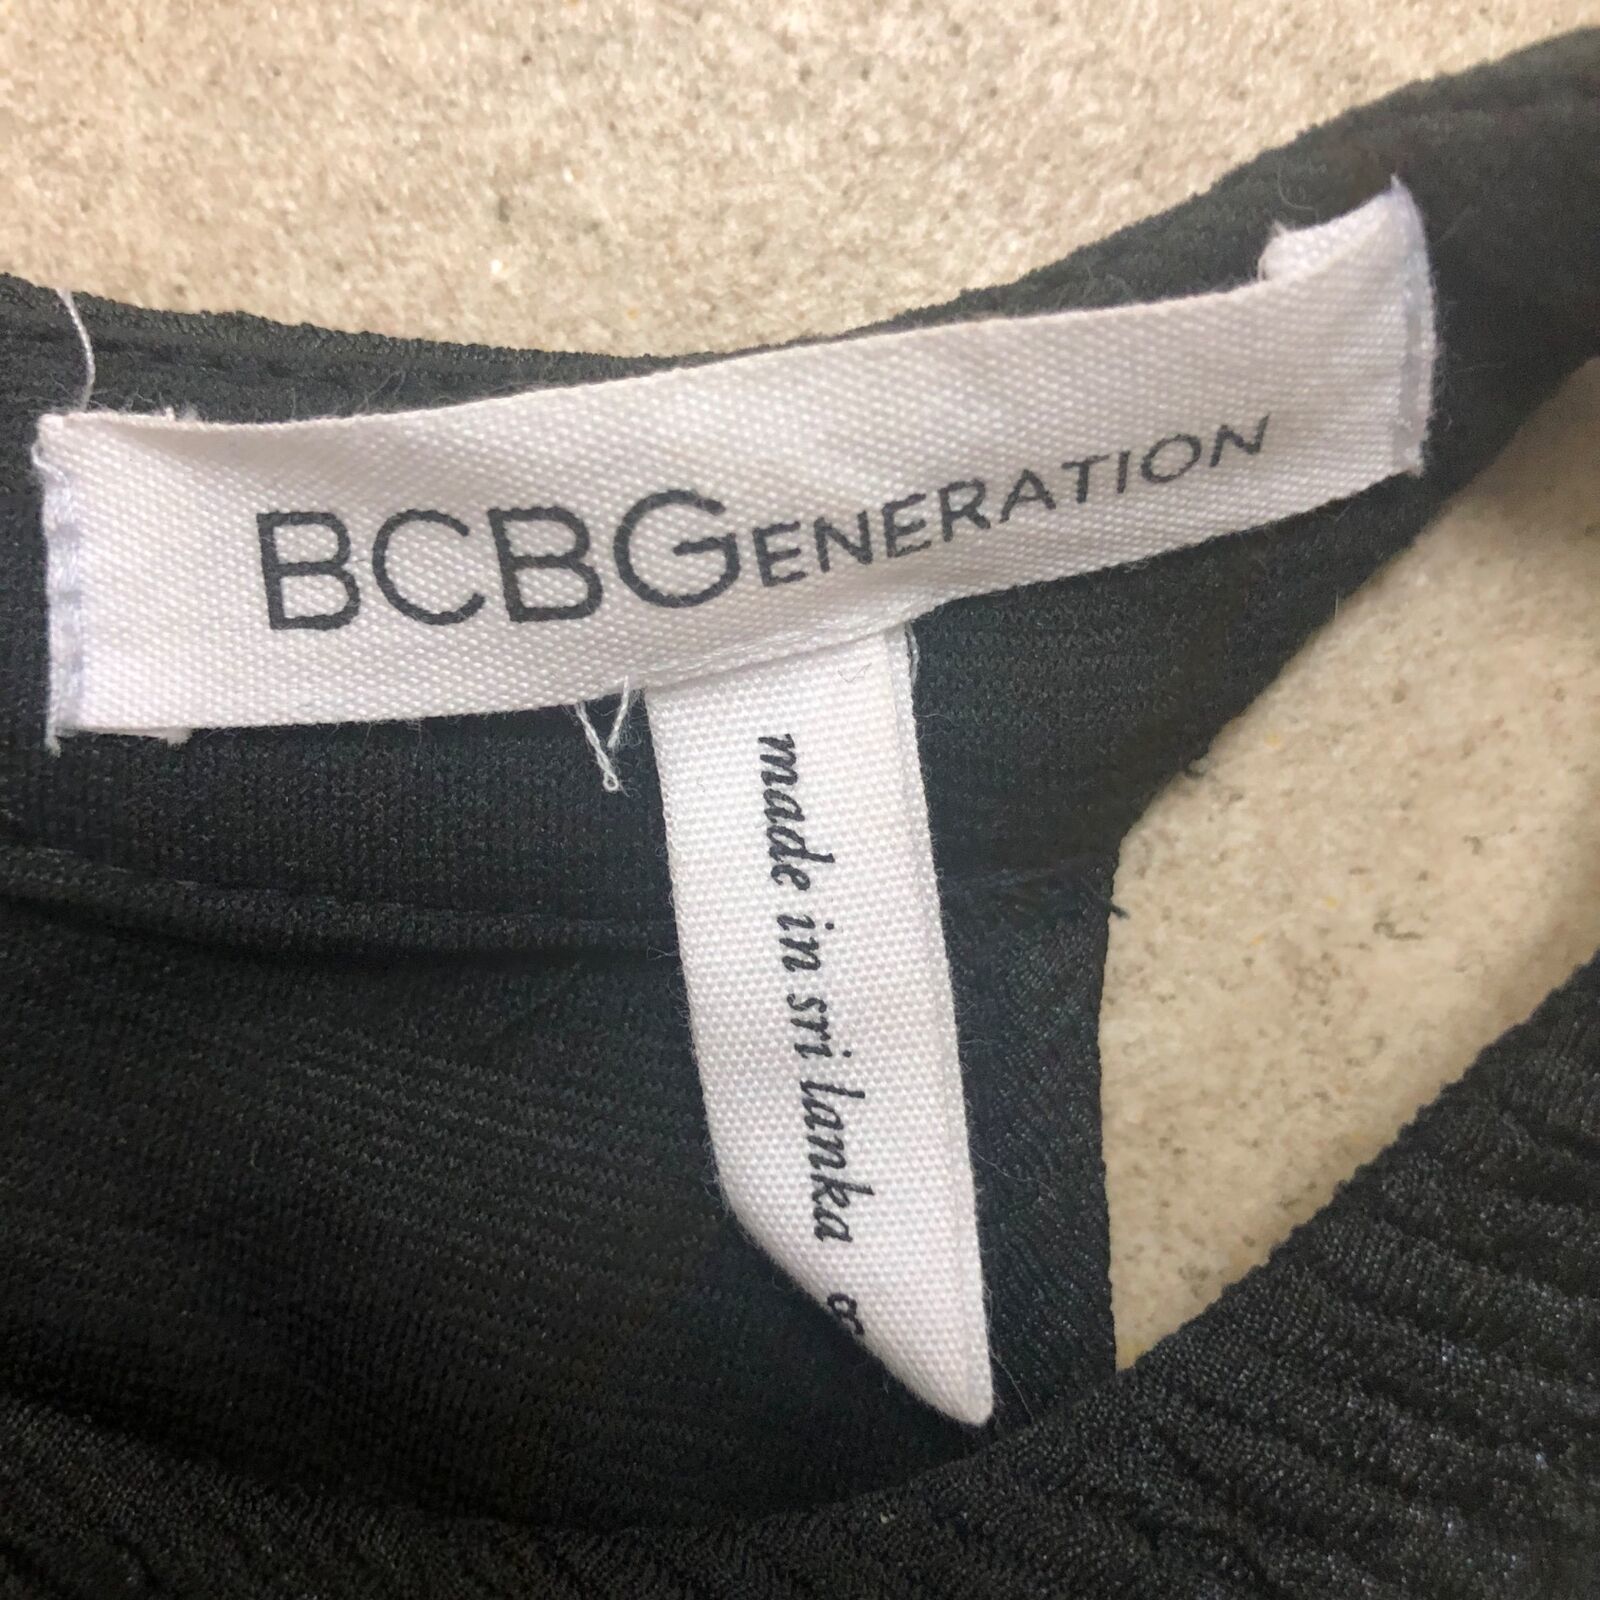 BCBGENERATION
made in sri lanka